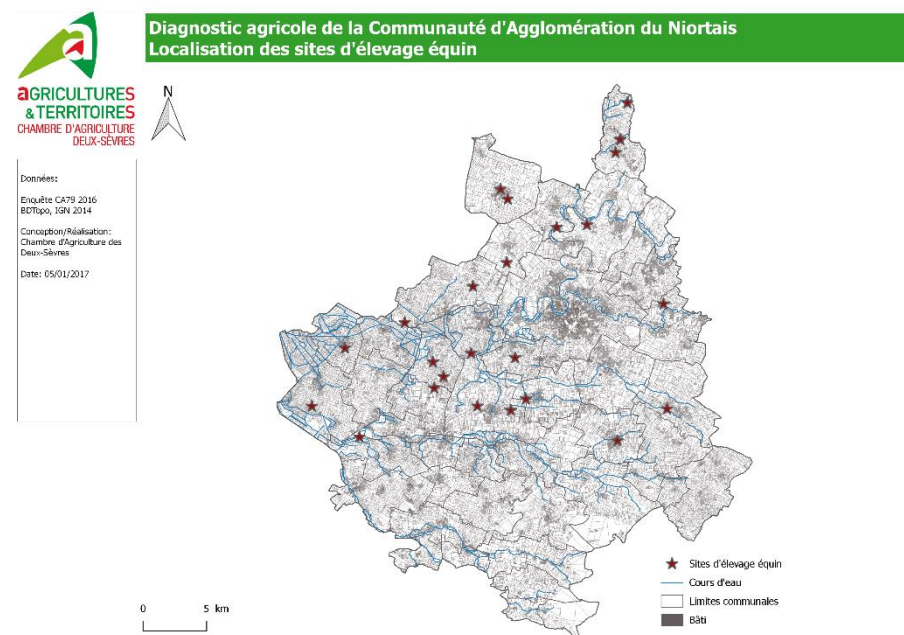 Diagnostic agricole de la Communauté d'Agglomération du Niortais
Localisation des sites d'élevage équin
aGRICULTURES
& TERRITOIRES
CHAMBRE D'AGRICULTURE
DEUX-SÈVRES
N
Données:
Enquête CA79 2016
BDTopo, IGN 2014
Conception/Réalisation:
Chambre d'Agriculture des
Deux-Sèvres
Date: 05/01/2017
Sites d'élevage équin
Cours d'eau
Limites communales
Bâti
0 5 km